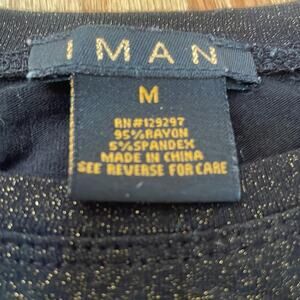 IMAN
M
RN#129297
95%RAYON
5%SPANDEX
MADE IN CHINA
SEE REVERSE FOR CARE